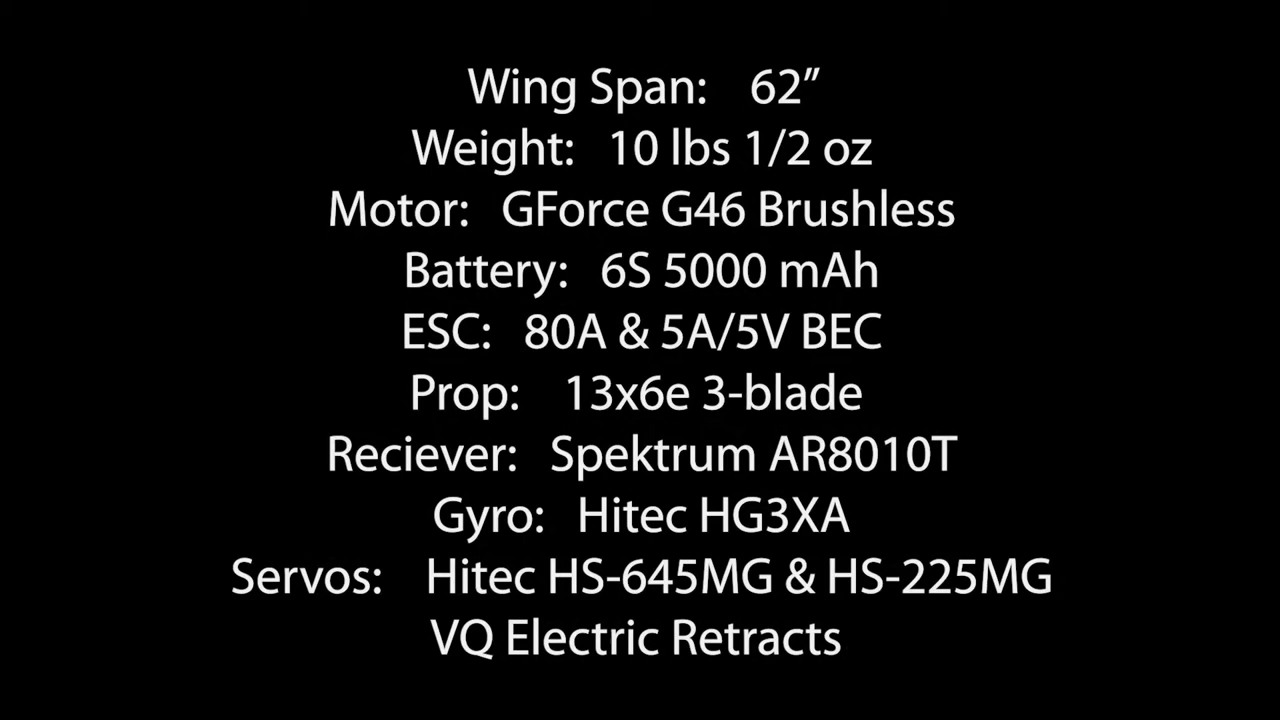 Wing Span: 62”
Weight: 10 lbs 1/2 oz
Motor: GForce G46 Brushless
Battery: 6S 5000 mAh
ESC: 80A & 5A/5V BEC
Prop: 13x6e 3-blade
Reciever: Spektrum AR8010T
Gyro: Hitec HG3XA
Servos: Hitec HS-645MG & HS-225MG
VQ Electric Retracts